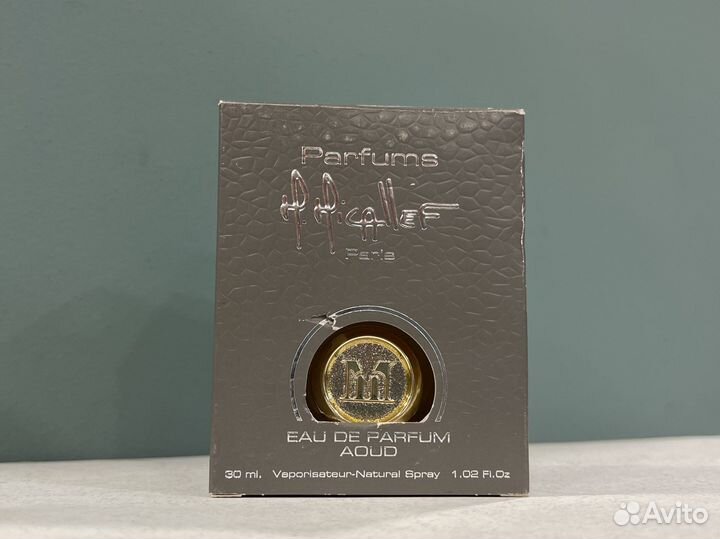 Parfums
M. Micallef
Paris
M
EAU DE PARFUM
AOUD
30 ml. Vaporisateur-Natural Spray 1.02 Fl.Oz
Avito